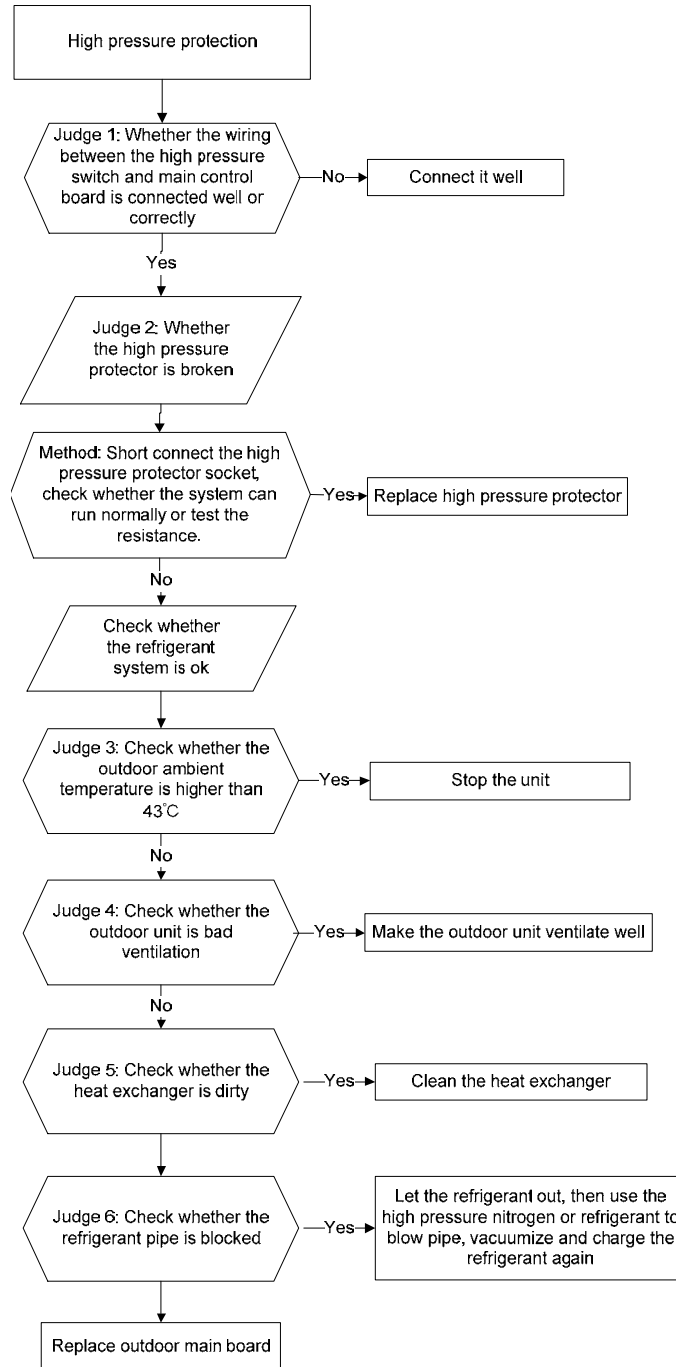 High pressure protection
Judge 1: Whether the wiring
between the high pressure
switch and main control
board is connected well or
correctly
No
Connect it well
Yes
Judge 2: Whether
the high pressure
protector is broken
Method: Short connect the high
pressure protector socket,
check whether the system can
run normally or test the
resistance.
Yes
Replace high pressure protector
No
Check whether
the refrigerant
system is ok
Judge 3: Check whether the
outdoor ambient
temperature is higher than
43°C
Yes
Stop the unit
No
Judge 4: Check whether the
outdoor unit is bad
ventilation
Yes
Make the outdoor unit ventilate well
No
Judge 5: Check whether the
heat exchanger is dirty
Yes
Clean the heat exchanger
Judge 6: Check whether the
refrigerant pipe is blocked
Yes
Let the refrigerant out, then use the
high pressure nitrogen or refrigerant to
blow pipe, vacuumize and charge the
refrigerant again
Replace outdoor main board